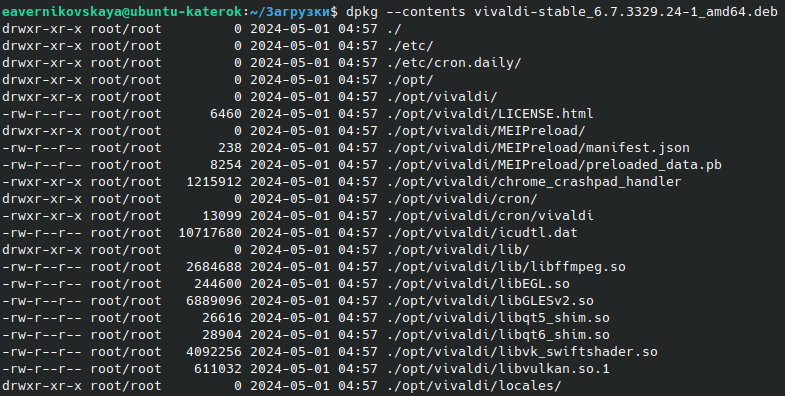 eavernikovskaya@ubuntu-katerok:~/Загрузки$ dpkg --contents vivaldi-stable_6.7.3329.24-1_amd64.deb
drwxr-xr-x root/root         0 2024-05-01 04:57 ./
drwxr-xr-x root/root         0 2024-05-01 04:57 ./etc/
drwxr-xr-x root/root         0 2024-05-01 04:57 ./etc/cron.daily/
drwxr-xr-x root/root         0 2024-05-01 04:57 ./opt/
drwxr-xr-x root/root         0 2024-05-01 04:57 ./opt/vivaldi/
-rw-r--r-- root/root      6460 2024-05-01 04:57 ./opt/vivaldi/LICENSE.html
drwxr-xr-x root/root         0 2024-05-01 04:57 ./opt/vivaldi/MEIPreload/
-rw-r--r-- root/root       238 2024-05-01 04:57 ./opt/vivaldi/MEIPreload/manifest.json
-rw-r--r-- root/root      8254 2024-05-01 04:57 ./opt/vivaldi/MEIPreload/preloaded_data.pb
-rwxr-xr-x root/root   1215912 2024-05-01 04:57 ./opt/vivaldi/chrome_crashpad_handler
drwxr-xr-x root/root         0 2024-05-01 04:57 ./opt/vivaldi/cron/
-rwxr-xr-x root/root     13099 2024-05-01 04:57 ./opt/vivaldi/cron/vivaldi
-rw-r--r-- root/root  10717680 2024-05-01 04:57 ./opt/vivaldi/icudtl.dat
drwxr-xr-x root/root         0 2024-05-01 04:57 ./opt/vivaldi/lib/
-rw-r--r-- root/root   2684688 2024-05-01 04:57 ./opt/vivaldi/lib/libffmpeg.so
-rw-r--r-- root/root    244600 2024-05-01 04:57 ./opt/vivaldi/libEGL.so
-rw-r--r-- root/root   6889096 2024-05-01 04:57 ./opt/vivaldi/libGLESv2.so
-rw-r--r-- root/root     26616 2024-05-01 04:57 ./opt/vivaldi/libqt5_shim.so
-rw-r--r-- root/root     28904 2024-05-01 04:57 ./opt/vivaldi/libqt6_shim.so
-rw-r--r-- root/root   4092256 2024-05-01 04:57 ./opt/vivaldi/libvk_swiftshader.so
-rw-r--r-- root/root    611032 2024-05-01 04:57 ./opt/vivaldi/libvulkan.so.1
drwxr-xr-x root/root         0 2024-05-01 04:57 ./opt/vivaldi/locales/